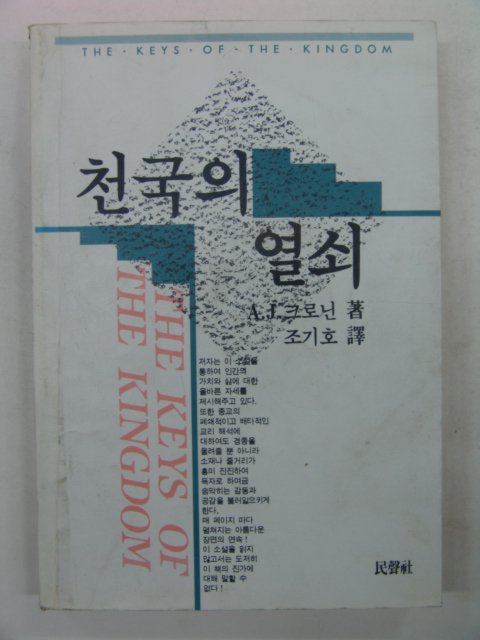 THE · KEYS · OF · THE · KINGDOM
천국의
열쇠
A.J. 크로닌 著
조기호 譯
THE KEYS OF
THE KINGDOM
저자는 이 소설을
통하여 인간의
가치와 삶에 대한
올바른 자세를
제시해주고 있다.
또한 종교의
폐쇄적이고 배타적인
교리 해석에
대하여도 경종을
울려줄 뿐 아니라
소재나 줄거리가
흥미 진진하여
독자로 하여금
숨막히는 감동과
공감을 불러일으키게
한다.
매 페이지 마다
펼쳐지는 아름다운
장면의 연속!
이 소설을 읽지
않고서는 도저히
이 책의 진가에
대해 말할 수
없다!
民聲社